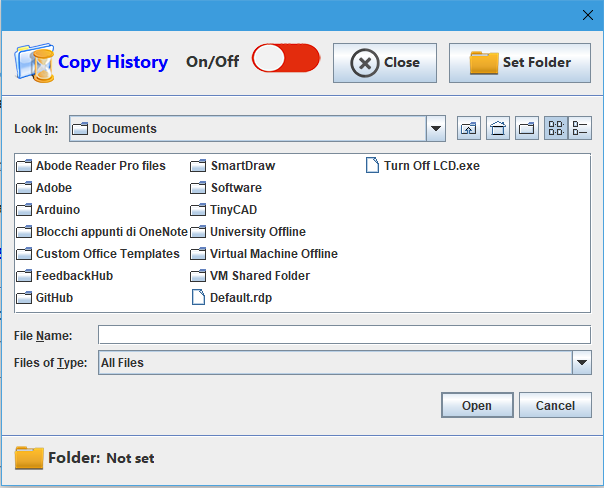 Copy History On/Off Close Set Folder
Look In: Documents
Abode Reader Pro files SmartDraw Turn Off LCD.exe
Adobe Software
Arduino TinyCAD
Blocchi appunti di OneNote University Offline
Custom Office Templates Virtual Machine Offline
FeedbackHub VM Shared Folder
GitHub Default.rdp
File Name:
Files of Type: All Files
Open Cancel
Folder: Not set